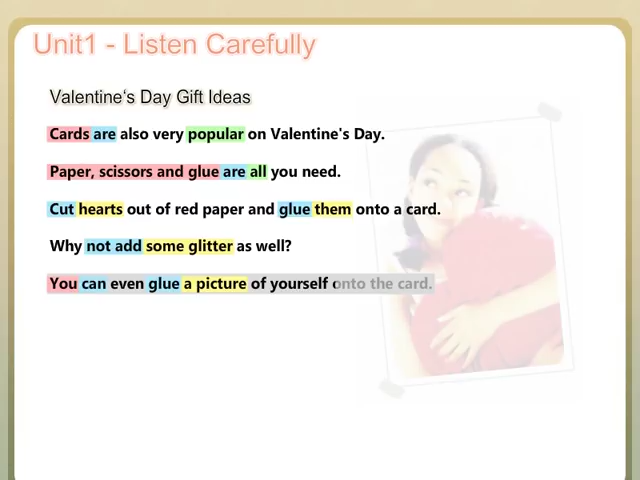 Unit1 - Listen Carefully
Valentine‘s Day Gift Ideas
Cards are also very popular on Valentine's Day.
Paper, scissors and glue are all you need.
Cut hearts out of red paper and glue them onto a card.
Why not add some glitter as well?
You can even glue a picture of yourself onto the card.